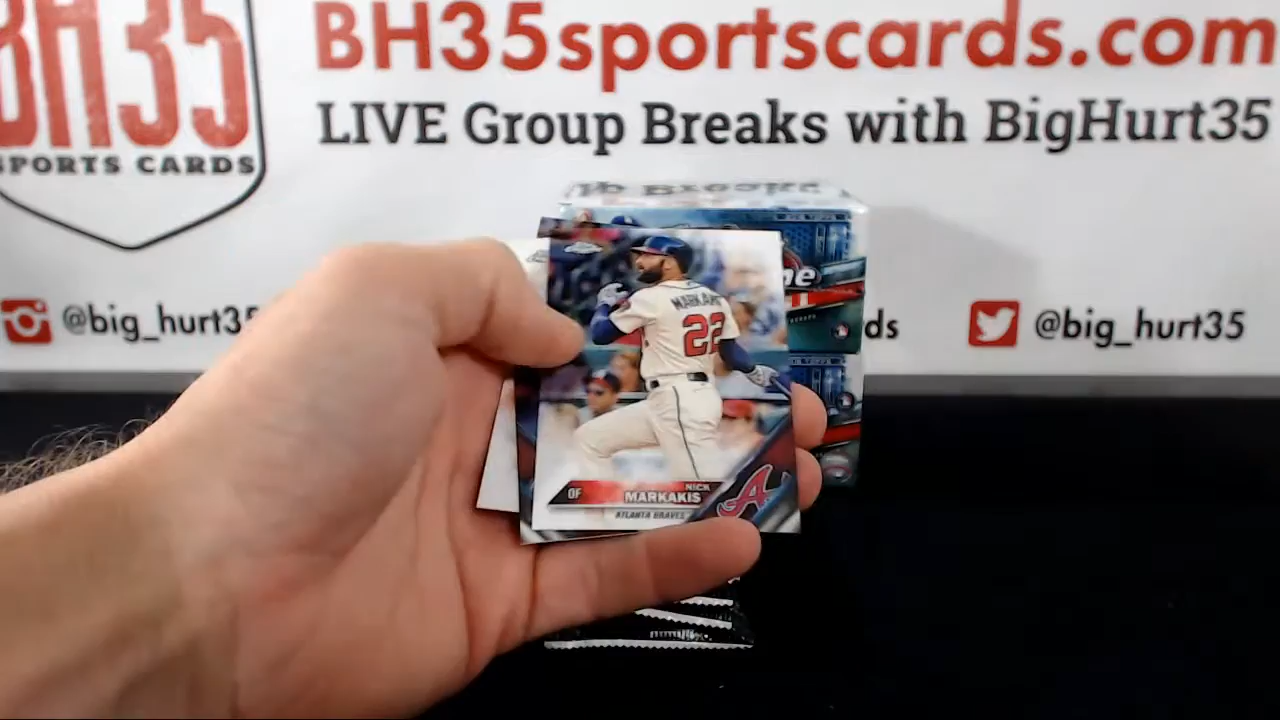 BH35
SPORTS CARDS
BH35sportscards.com
LIVE Group Breaks with BigHurt35
@big_hurt35
@big_hurt35
MARKAKIS
22
OF
NICK
MARKAKIS
ATLANTA BRAVES
A